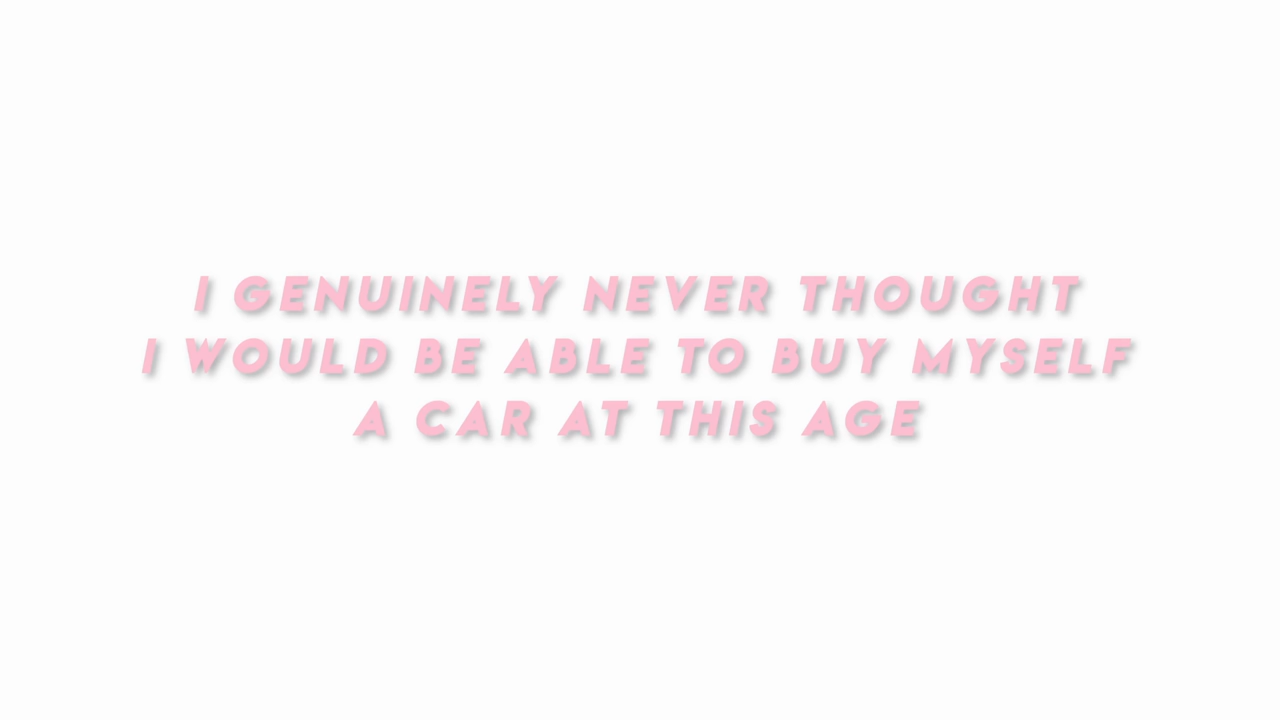 I GENUINELY NEVER THOUGHT
I WOULD BE ABLE TO BUY MYSELF
A CAR AT THIS AGE